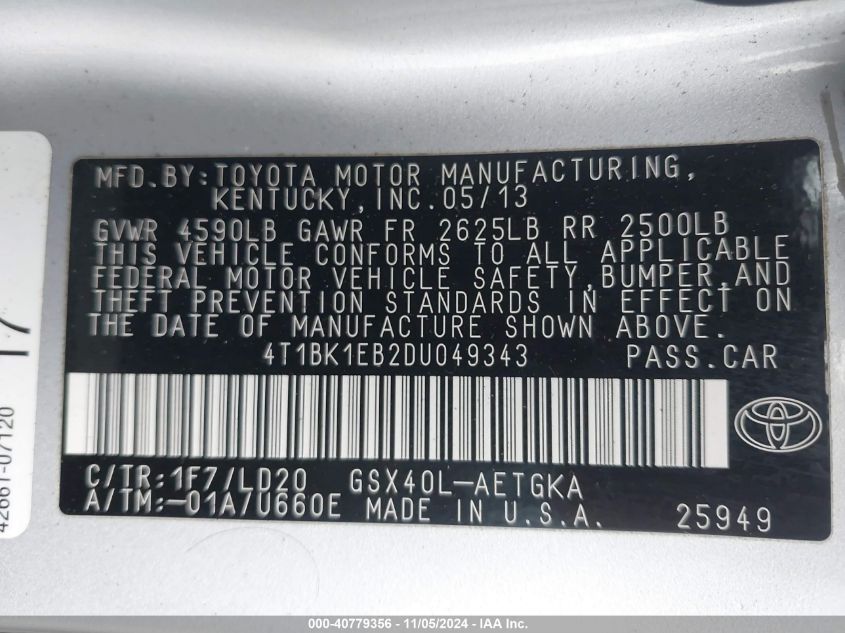 MFD.BY:TOYOTA MOTOR MANUFACTURING,
KENTUCKY,INC.05/13
GVWR 4590LB GAWR FR 2625LB RR 2500LB
THIS VEHICLE CONFORMS TO ALL APPLICABLE
FEDERAL MOTOR VEHICLE SAFETY,BUMPER,AND
THEFT PREVENTION STANDARDS IN EFFECT ON
THE DATE OF MANUFACTURE SHOWN ABOVE.
4T1BK1EB2DU049343 PASS.CAR
C/TR:1F7/LD20 GSX40L-AETGKA
A/TM:-01A/U660E MADE IN U.S.A. 25949
42661-07120
17
000-40779356 - 11/05/2024 - IAA Inc.